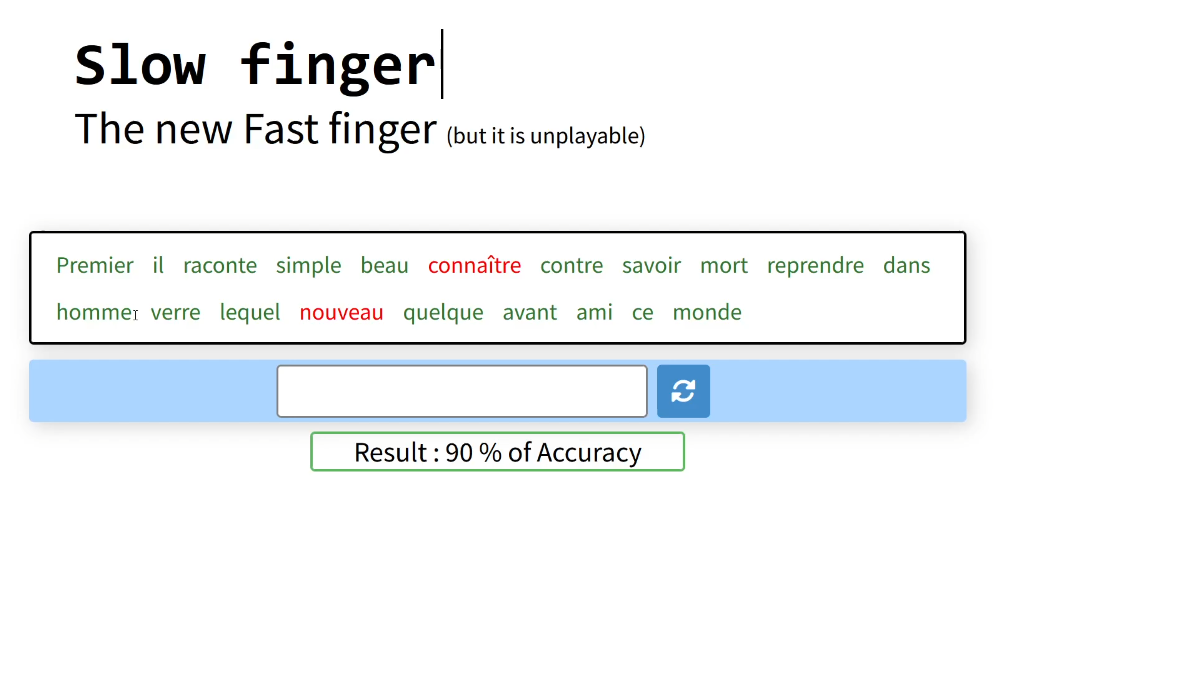 Slow finger
The new Fast finger (but it is unplayable)
Premier il raconte simple beau connaître contre savoir mort reprendre dans
homme verre lequel nouveau quelque avant ami ce monde
Result : 90 % of Accuracy